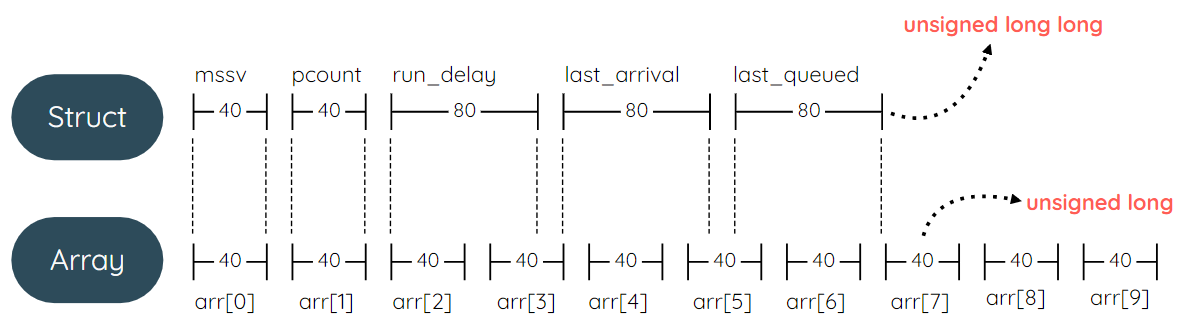 unsigned long long
mssv pcount run_delay last_arrival last_queued
Struct 40 40 80 80 80
unsigned long
Array 40 40 40 40 40 40 40 40 40 40
arr[0] arr[1] arr[2] arr[3] arr[4] arr[5] arr[6] arr[7] arr[8] arr[9]